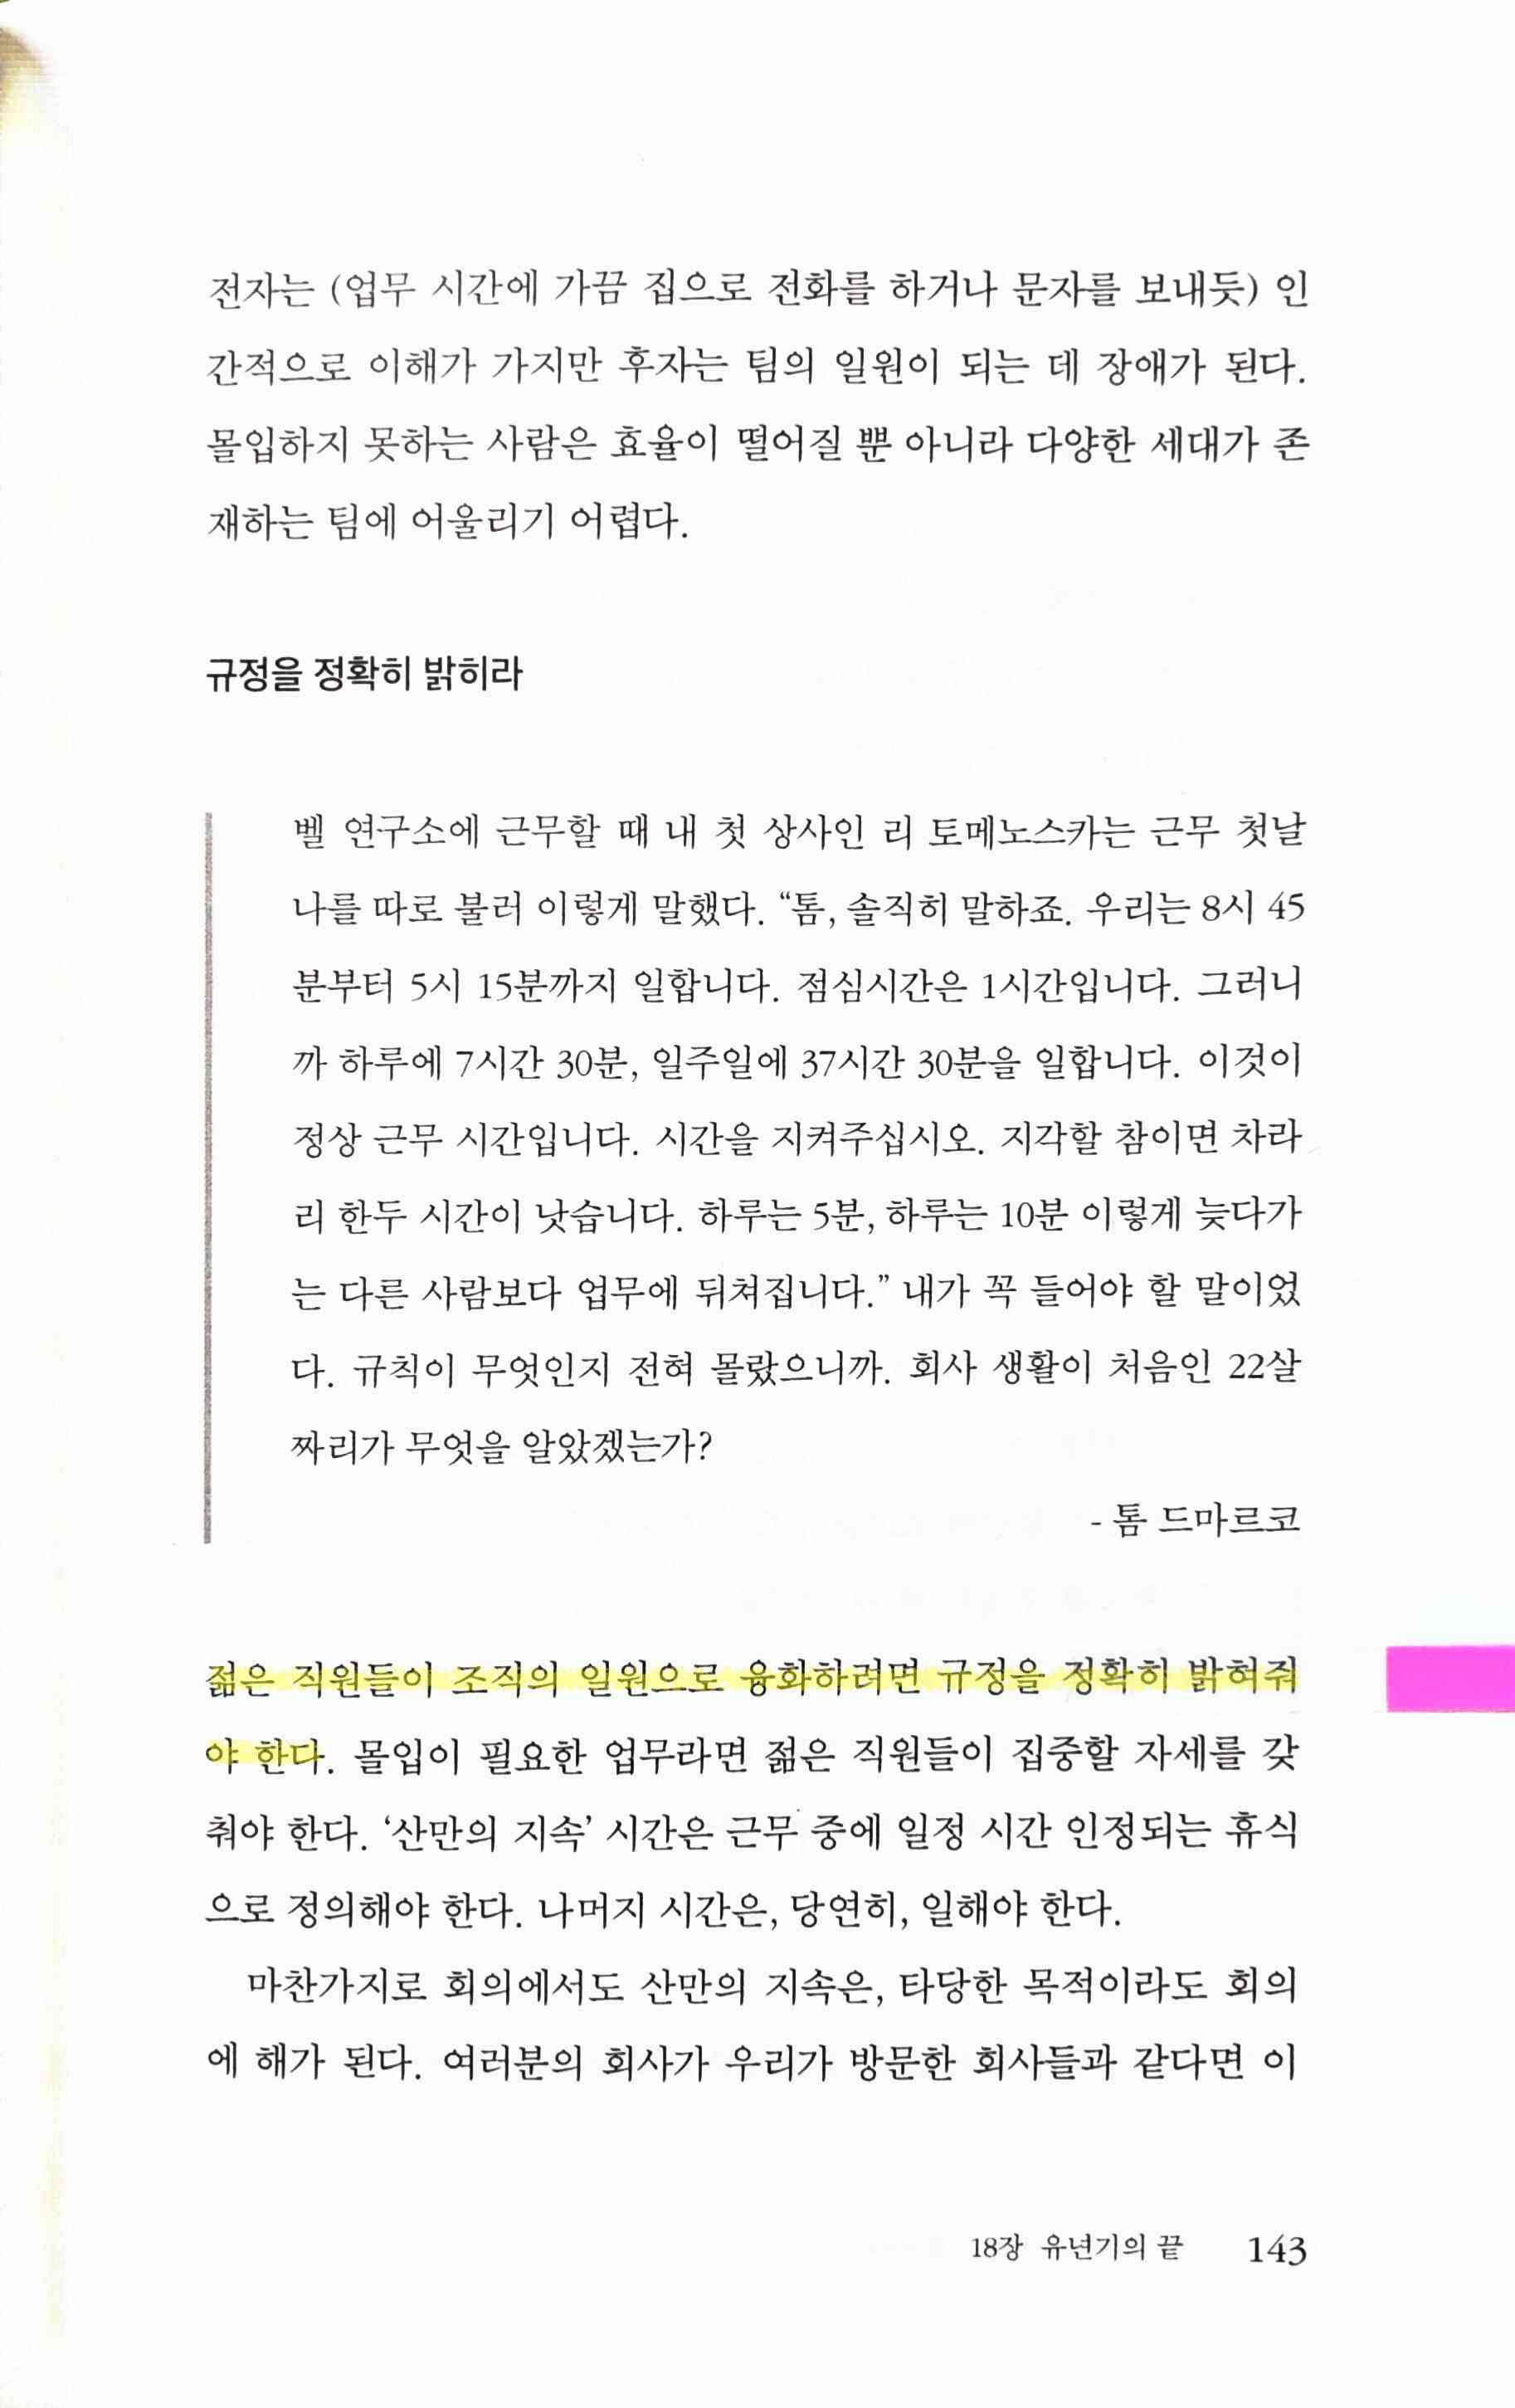 전자는 (업무 시간에 가끔 집으로 전화를 하거나 문자를 보내듯) 인
간적으로 이해가 가지만 후자는 팀의 일원이 되는 데 장애가 된다.
몰입하지 못하는 사람은 효율이 떨어질 뿐 아니라 다양한 세대가 존
재하는 팀에 어울리기 어렵다.
규정을 정확히 밝히라
벨 연구소에 근무할 때 내 첫 상사인 리 토메노스카는 근무 첫날
나를 따로 불러 이렇게 말했다. “톰, 솔직히 말하죠. 우리는 8시 45
분부터 5시 15분까지 일합니다. 점심시간은 1시간입니다. 그러니
까 하루에 7시간 30분, 일주일에 37시간 30분을 일합니다. 이것이
정상 근무 시간입니다. 시간을 지켜주십시오. 지각할 참이면 차라
리 한두 시간이 낫습니다. 하루는 5분, 하루는 10분 이렇게 늦다가
는 다른 사람보다 업무에 뒤쳐집니다.” 내가 꼭 들어야 할 말이었
다. 규칙이 무엇인지 전혀 몰랐으니까. 회사 생활이 처음인 22살
짜리가 무엇을 알았겠는가?
- 톰 드마르코
젊은 직원들이 조직의 일원으로 융화하려면 규정을 정확히 밝혀줘
야 한다. 몰입이 필요한 업무라면 젊은 직원들이 집중할 자세를 갖
춰야 한다. ‘산만의 지속’ 시간은 근무 중에 일정 시간 인정되는 휴식
으로 정의해야 한다. 나머지 시간은, 당연히, 일해야 한다.
마찬가지로 회의에서도 산만의 지속은, 타당한 목적이라도 회의
에 해가 된다. 여러분의 회사가 우리가 방문한 회사들과 같다면 이
18장 유년기의 끝 143